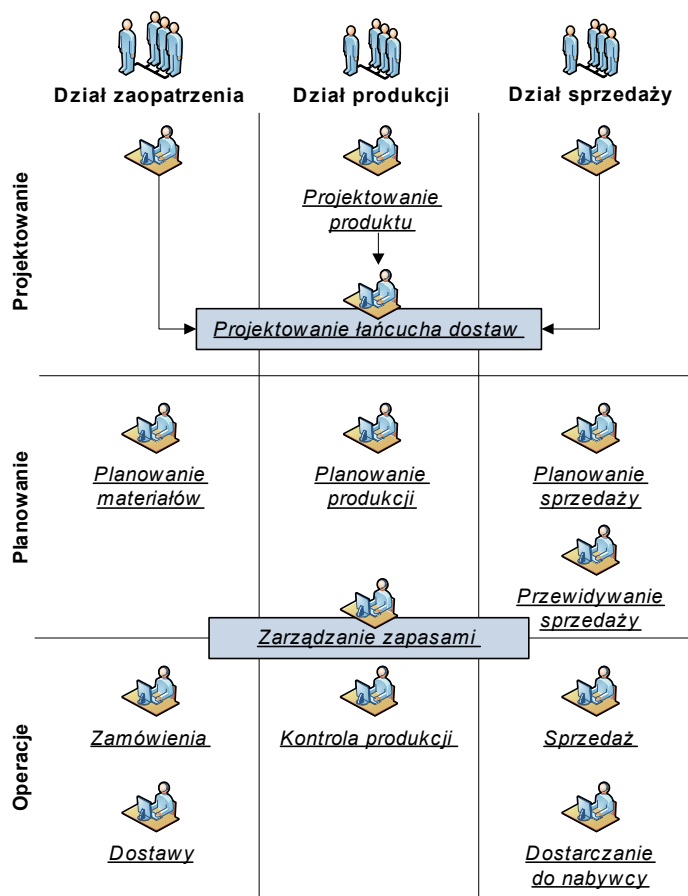 Dział zaopatrzenia
Dział produkcji
Dział sprzedaży
Projektowanie
Projektowanie
produktu
Projektowanie łańcucha dostaw
Planowanie
Planowanie
materiałów
Planowanie
produkcji
Planowanie
sprzedaży
Przewidywanie
sprzedaży
Zarządzanie zapasami
Operacje
Zamówienia
Kontrola produkcji
Sprzedaż
Dostawy
Dostarczanie
do nabywcy